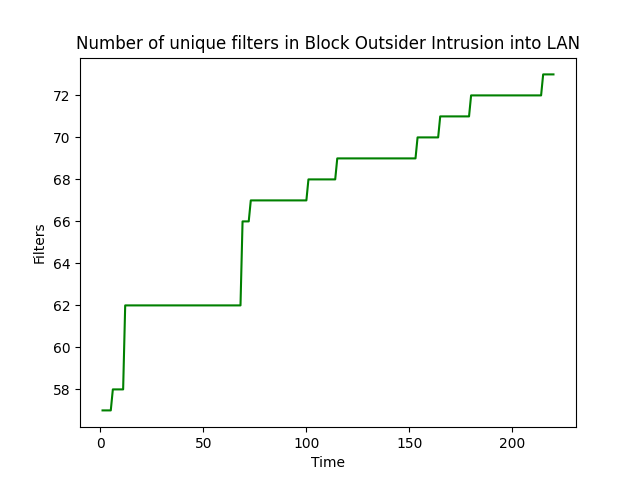 Number of unique filters in Block Outsider Intrusion into LAN
72
70
68
66
64
62
60
58
Filters
0 50 100 150 200
Time